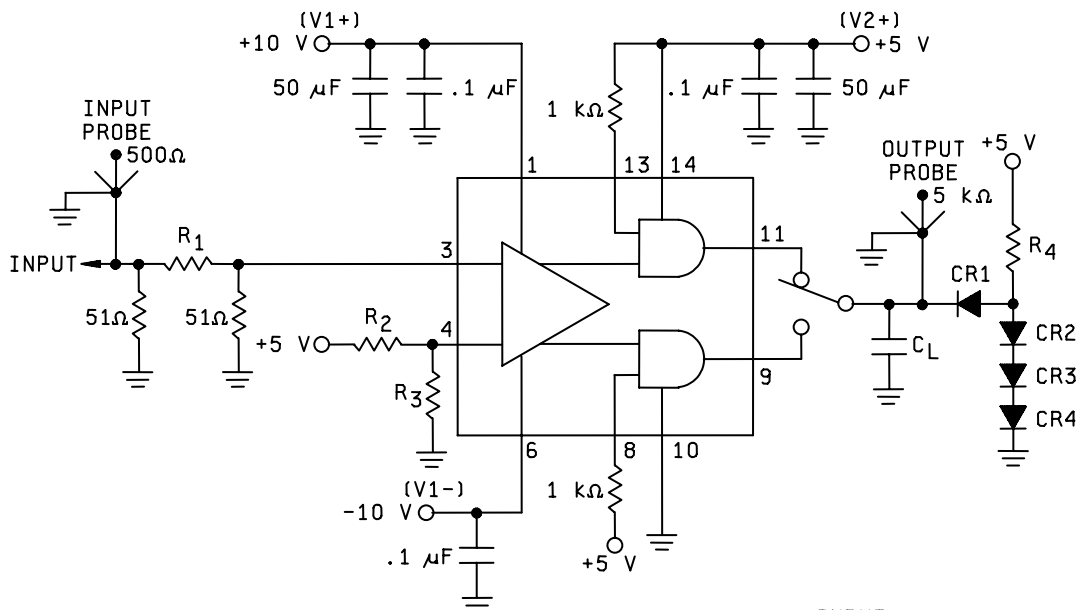 (V1+)
+10 V
50 μF
.1 μF
(V2+)
+5 V
.1 μF
50 μF
1 kΩ
INPUT
PROBE
500Ω
1
13
14
OUTPUT
PROBE
5 kΩ
+5 V
R4
INPUT
R1
3
11
CR1
51Ω
51Ω
+5 V
R2
4
R3
9
CL
CR2
CR3
CR4
6
8
10
(V1-)
-10 V
.1 μF
1 kΩ
+5 V